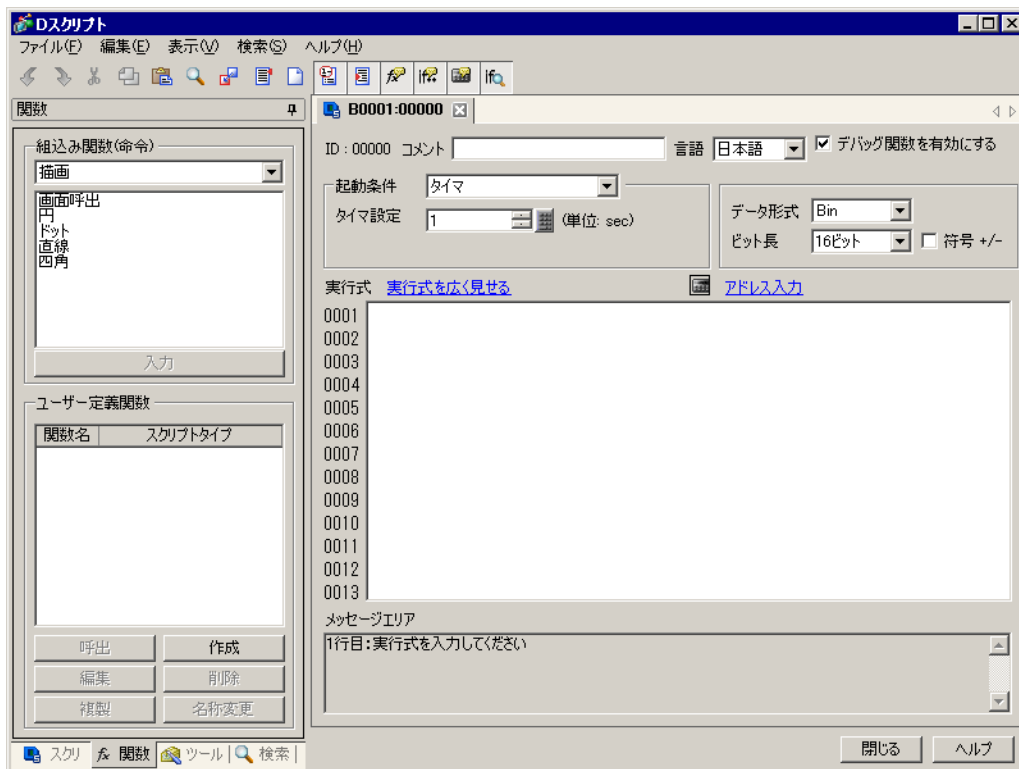 Dスクリプト
ファイル(F) 編集(E) 表示(V) 検索(S) ヘルプ(H)
関数
組込み関数(命令)
描画
画面呼出
円
ドット
直線
四角
入力
ユーザー定義関数
関数名 スクリプトタイプ
呼出 作成
編集 削除
複製 名称変更
スクリ fx 関数 ツール 検索
B0001:00000
ID : 00000 コメント 言語 日本語 デバッグ関数を有効にする
起動条件 タイマ
タイマ設定 1 (単位: sec)
データ形式 Bin
ビット長 16ビット 符号 +/-
実行式 実行式を広く見せる アドレス入力
0001
0002
0003
0004
0005
0006
0007
0008
0009
0010
0011
0012
0013
メッセージエリア
1行目:実行式を入力してください
閉じる ヘルプ